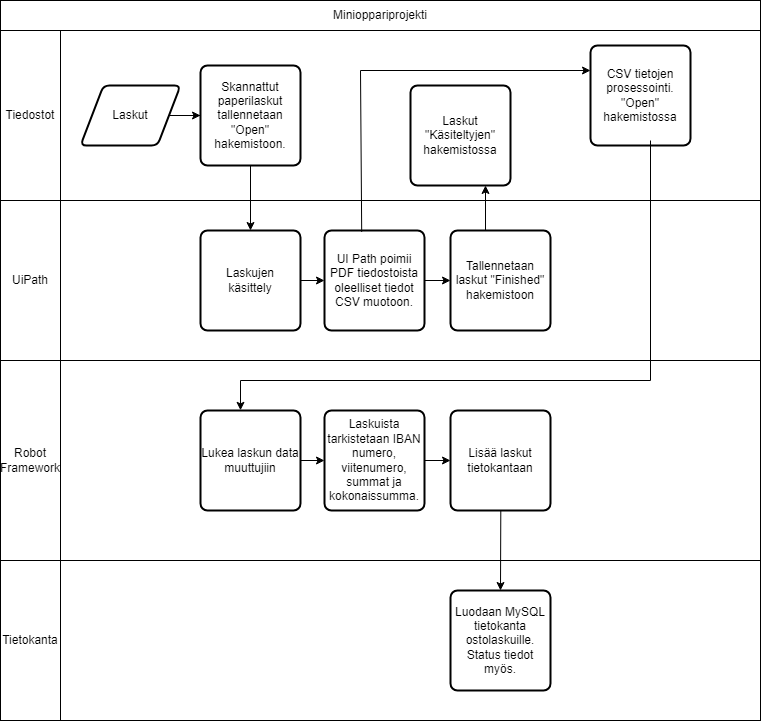 Minioppariprojekti
Tiedostot
Laskut
Skannattut
paperilaskut
tallennetaan
"Open"
hakemistoon.
Laskut
"Käsiteltyjen"
hakemistossa
CSV tietojen
prosessointi.
"Open"
hakemistossa
UiPath
Laskujen
käsittely
UI Path poimii
PDF tiedostoista
oleelliset tiedot
CSV muotoon.
Tallennetaan
laskut "Finished"
hakemistoon
Robot
Framework
Lukea laskun data
muuttujiin
Laskuista
tarkistetaan IBAN
numero,
viitenumero,
summat ja
kokonaissumma.
Lisää laskut
tietokantaan
Tietokanta
Luodaan MySQL
tietokanta
ostolaskuille.
Status tiedot
myös.